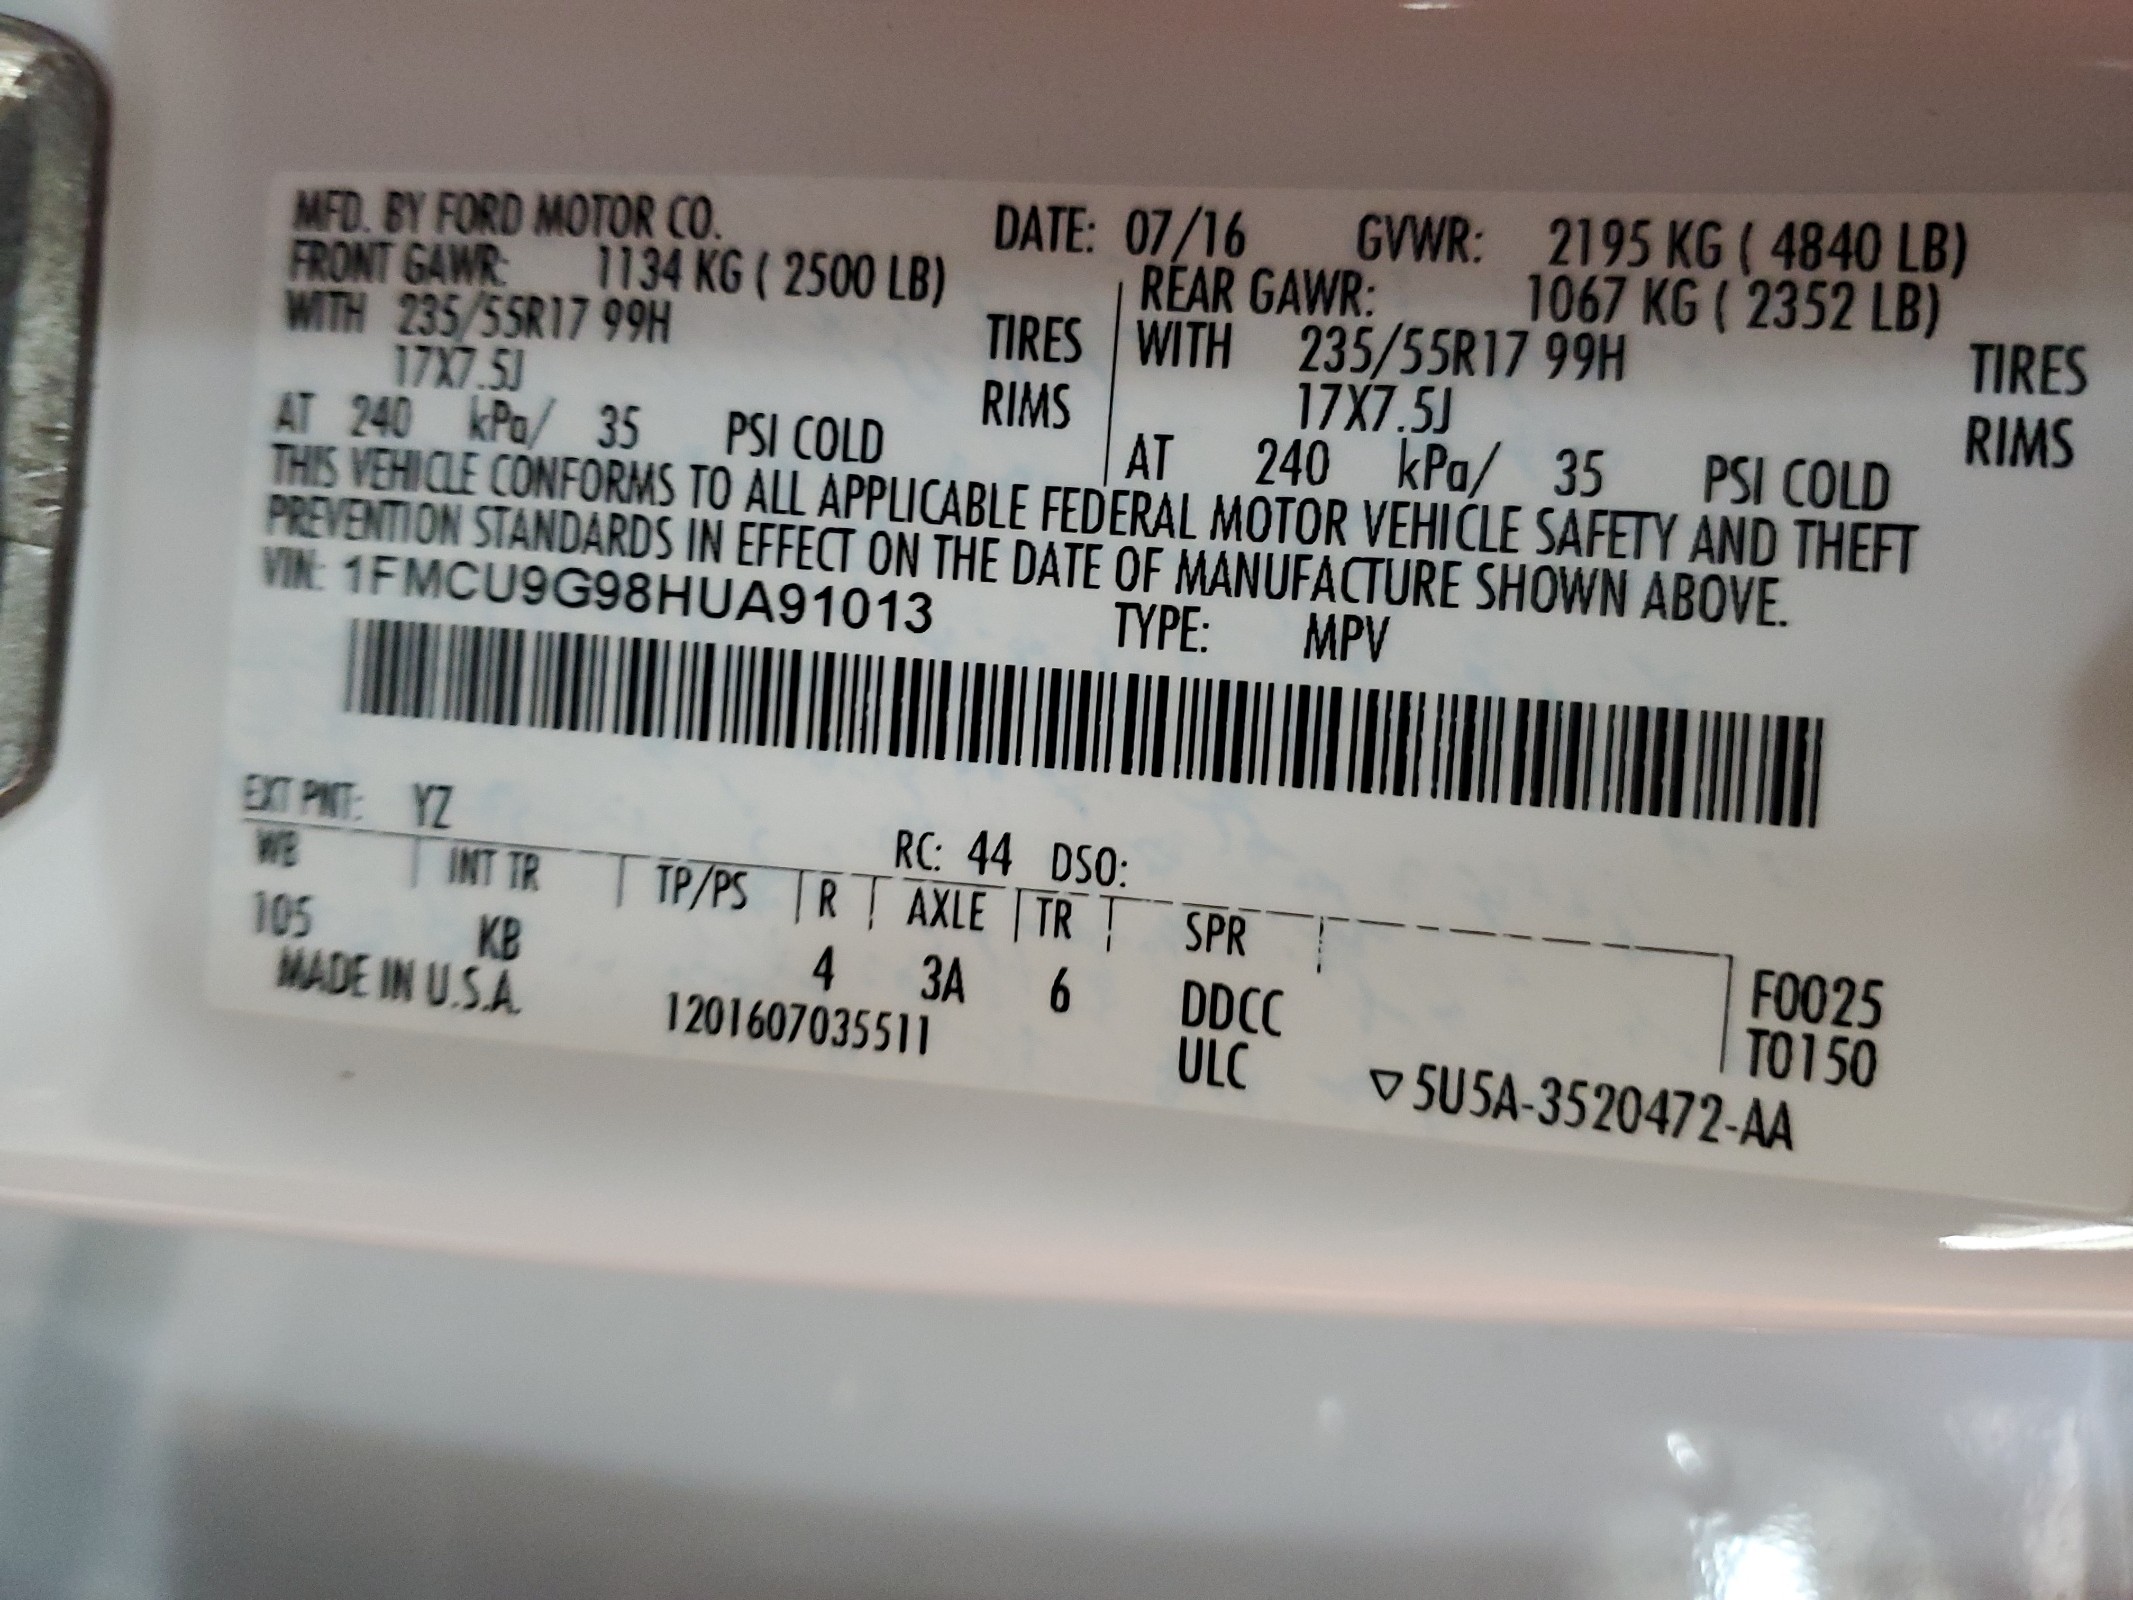 MFD. BY FORD MOTOR CO. DATE: 07/16 GVWR: 2195 KG ( 4840 LB)
FRONT GAWR: 1134 KG ( 2500 LB) REAR GAWR: 1067 KG ( 2352 LB)
WITH 235/55R17 99H TIRES WITH 235/55R17 99H TIRES
17X7.5J RIMS 17X7.5J RIMS
AT 240 kPa/ 35 PSI COLD AT 240 kPa/ 35 PSI COLD
THIS VEHICLE CONFORMS TO ALL APPLICABLE FEDERAL MOTOR VEHICLE SAFETY AND THEFT
PREVENTION STANDARDS IN EFFECT ON THE DATE OF MANUFACTURE SHOWN ABOVE.
VIN: 1FMCU9G98HUA91013 TYPE: MPV
EXT PNT: YZ RC: 44 DSO:
WB INT TR TP/PS R AXLE TR SPR
105 KB 4 3A 6 DDCC F0025
MADE IN U.S.A. 1201607035511 ULC T0150
▽5U5A-3520472-AA